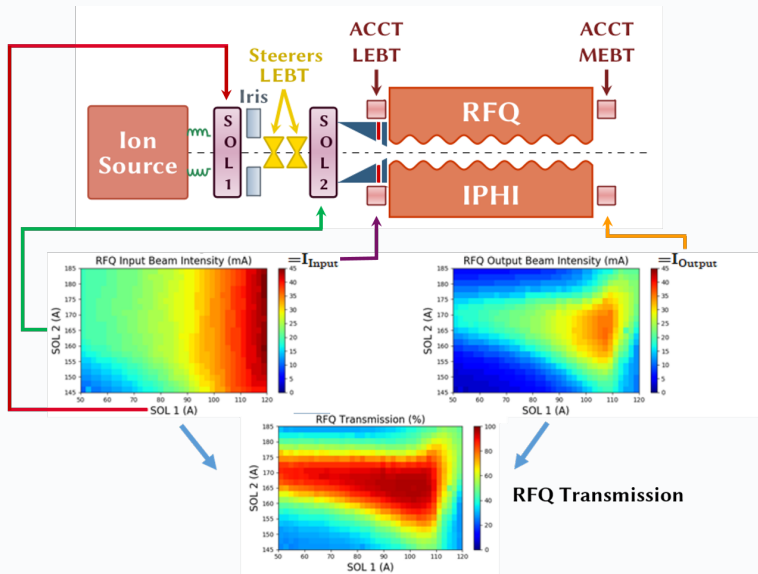 ACCT
LEBT
ACCT
MEBT
Steerers
LEBT
Iris
Ion
Source
SOL1
SOL2
RFQ
IPHI
=I_Input
=I_Output
RFQ Input Beam Intensity (mA)
185
180
175
170
165
160
155
150
145
SOL 2 (A)
50 60 70 80 90 100 110 120
SOL 1 (A)
45
40
35
30
25
20
15
10
5
0
RFQ Output Beam Intensity (mA)
185
180
175
170
165
160
155
150
145
SOL 2 (A)
50 60 70 80 90 100 110 120
SOL 1 (A)
45
40
35
30
25
20
15
10
5
0
RFQ Transmission (%)
185
180
175
170
165
160
155
150
145
SOL 2 (A)
50 60 70 80 90 100 110 120
SOL 1 (A)
100
80
60
40
20
0
RFQ Transmission